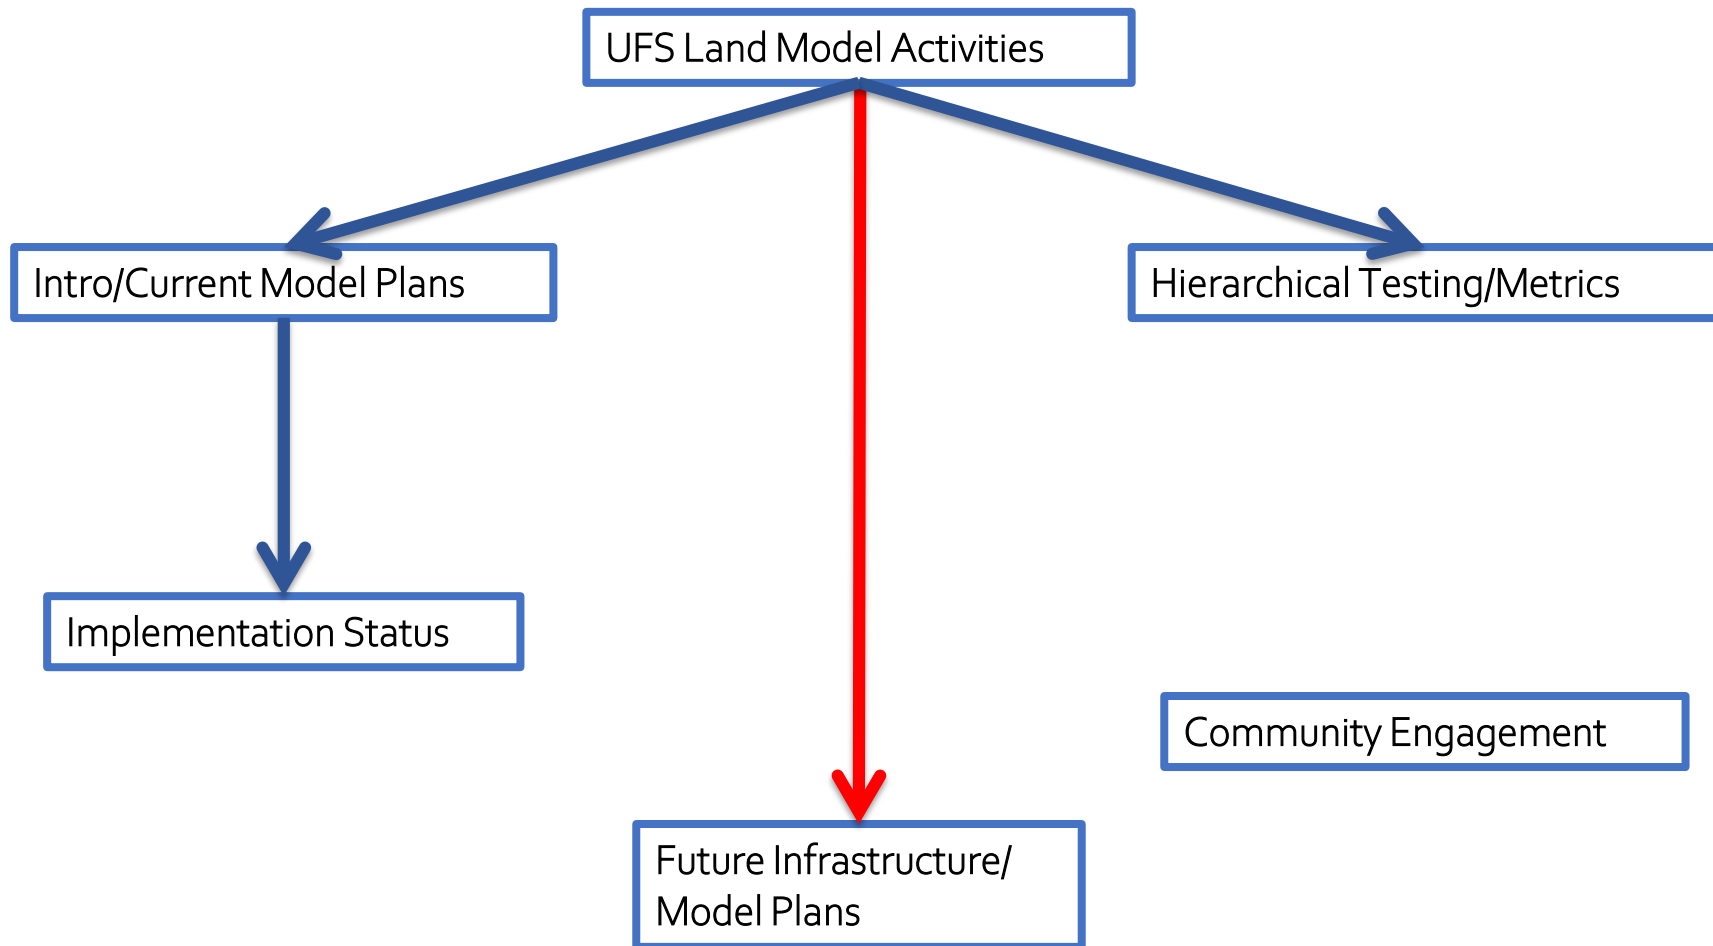 UFS Land Model Activities
Intro/Current Model Plans
Hierarchical Testing/Metrics
Implementation Status
Community Engagement
Future Infrastructure/
Model Plans